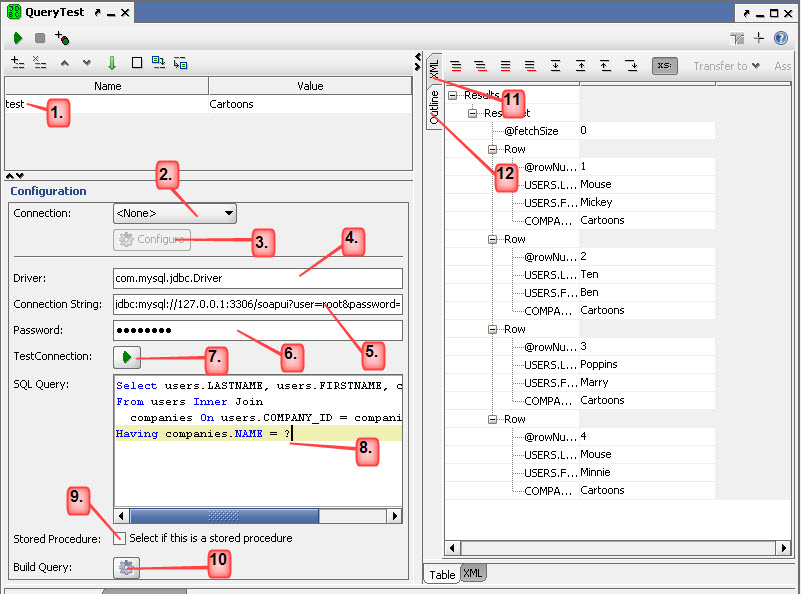 QueryTest
XS:
Transfer to
Ass
Name Value
test Cartoons
1.
2.
Configuration
Connection: <None>
Configure
3.
4.
Driver: com.mysql.jdbc.Driver
Connection String: jdbc:mysql://127.0.0.1:3306/soapui?user=root&password=
5.
Password: ●●●●●●●●
6.
TestConnection:
7.
SQL Query:
Select users.LASTNAME, users.FIRSTNAME, c
From users Inner Join
companies On users.COMPANY_ID = compani
Having companies.NAME = ?
8.
9.
Stored Procedure: Select if this is a stored procedure
Build Query:
10
XML
Outline
11
12
Results
@fetchSize 0
Row
@rowNu... 1
USERS.L... Mouse
USERS.F... Mickey
COMPA... Cartoons
Row
@rowNu... 2
USERS.L... Ten
USERS.F... Ben
COMPA... Cartoons
Row
@rowNu... 3
USERS.L... Poppins
USERS.F... Marry
COMPA... Cartoons
Row
@rowNu... 4
USERS.L... Mouse
USERS.F... Minnie
COMPA... Cartoons
Table XML